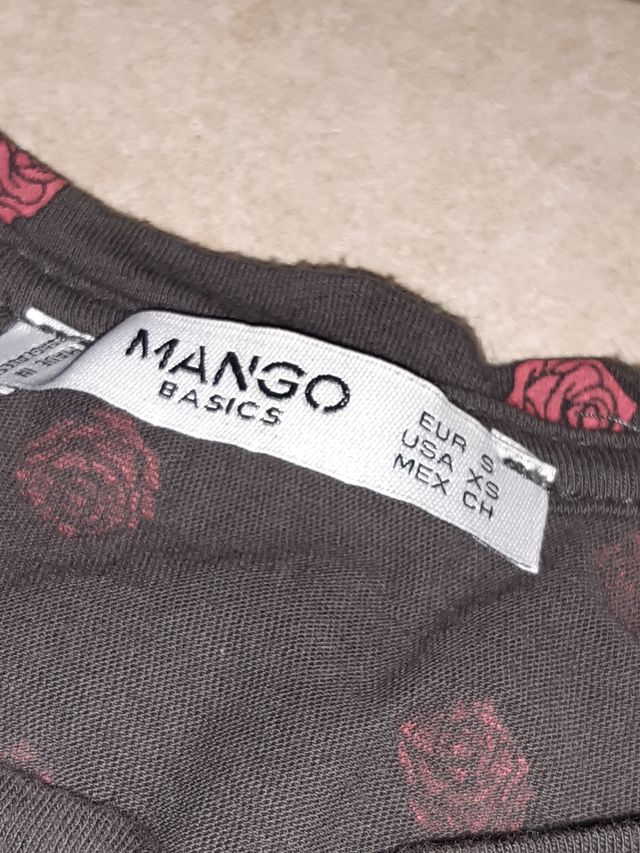 MANGO
BASICS
EUR S
USA XS
MEX CH